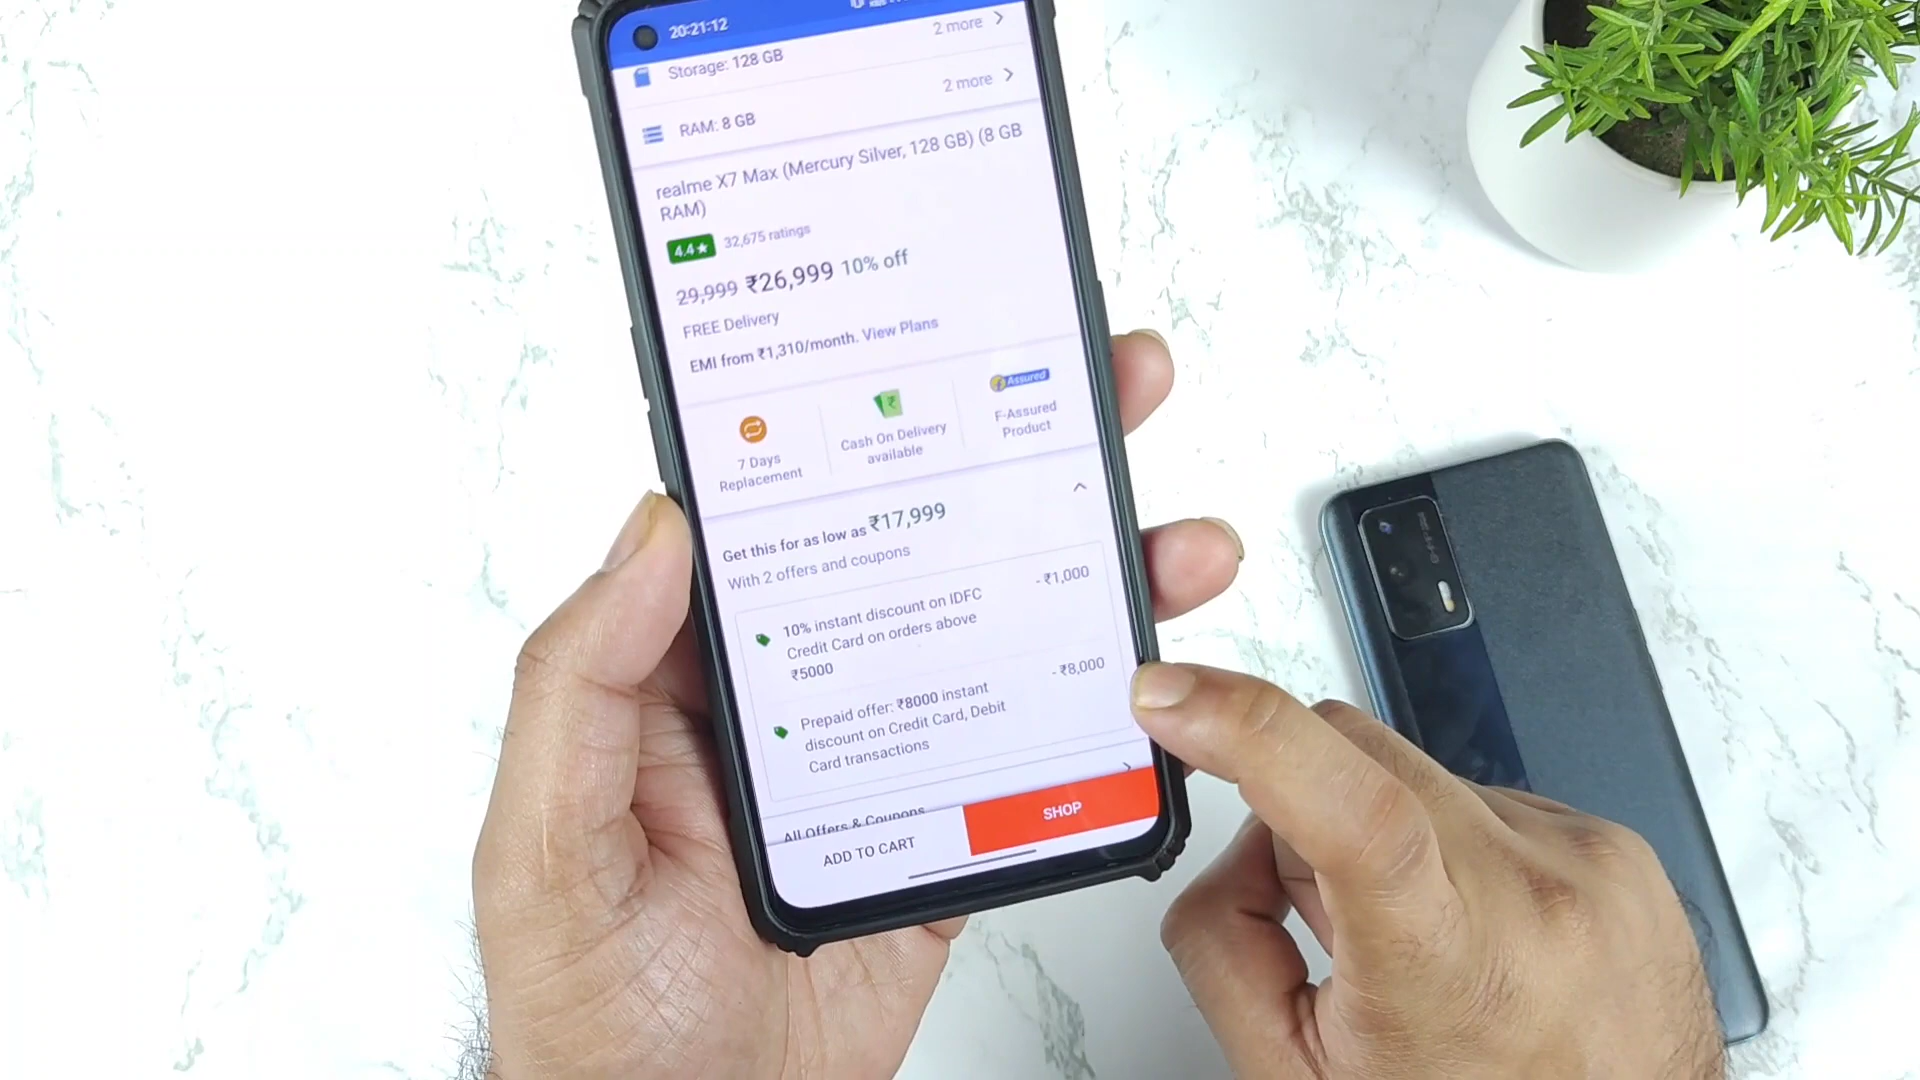 20:21:12
Storage: 128 GB
2 more
RAM: 8 GB
2 more
realme X7 Max (Mercury Silver, 128 GB) (8 GB
RAM)
4.4★ 32,675 ratings
29,999 ₹26,999 10% off
FREE Delivery
EMI from ₹1,310/month. View Plans
7 Days
Replacement
Cash On Delivery
available
Assured
F-Assured
Product
Get this for as low as ₹17,999
With 2 offers and coupons
10% instant discount on IDFC
Credit Card on orders above
₹5000
- ₹1,000
Prepaid offer: ₹8000 instant
discount on Credit Card, Debit
Card transactions
- ₹8,000
All Offers & Coupons
ADD TO CART
SHOP